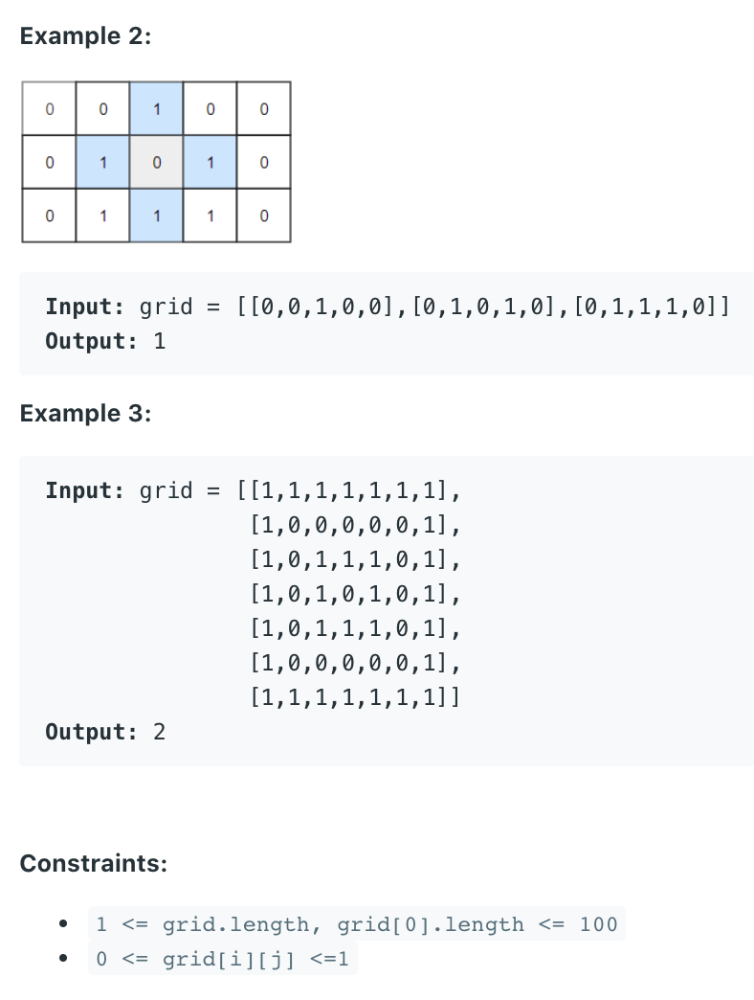 Example 2:
0 0 1 0 0
0 1 0 1 0
0 1 1 1 0
Input: grid = [[0,0,1,0,0],[0,1,0,1,0],[0,1,1,1,0]]
Output: 1
Example 3:
Input: grid = [[1,1,1,1,1,1,1],
[1,0,0,0,0,0,1],
[1,0,1,1,1,0,1],
[1,0,1,0,1,0,1],
[1,0,1,1,1,0,1],
[1,0,0,0,0,0,1],
[1,1,1,1,1,1,1]]
Output: 2
Constraints:
• 1 <= grid.length, grid[0].length <= 100
• 0 <= grid[i][j] <=1